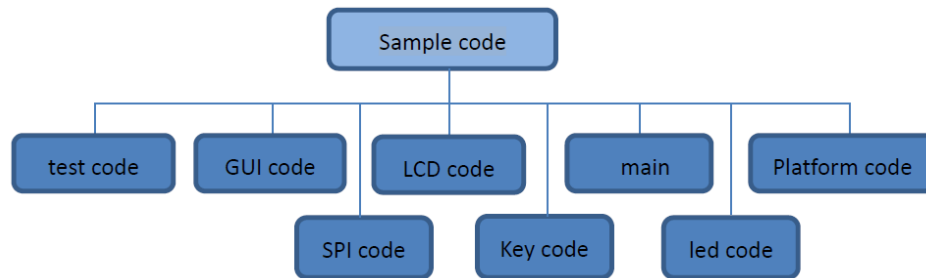 Sample code
test code
GUI code
LCD code
main
Platform code
SPI code
Key code
led code